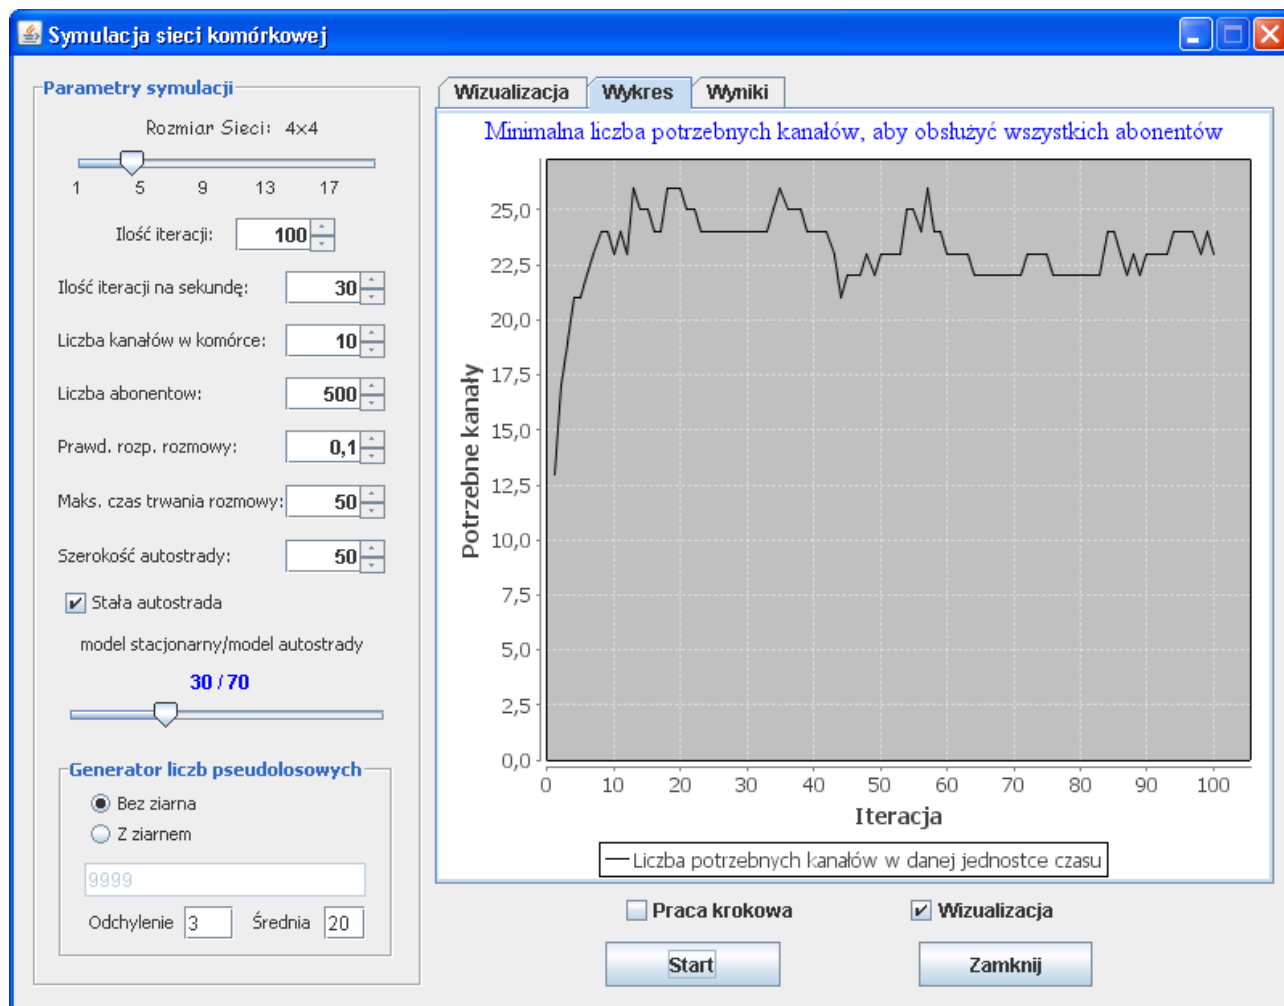 Symulacja sieci komórkowej
Parametry symulacji
Rozmiar Sieci: 4x4
1 5 9 13 17
Ilość iteracji: 100
Ilość iteracji na sekundę: 30
Liczba kanałów w komórce: 10
Liczba abonentow: 500
Prawd. rozp. rozmowy: 0,1
Maks. czas trwania rozmowy: 50
Szerokość autostrady: 50
Stała autostrada
model stacjonarny/model autostrady
30 / 70
Generator liczb pseudolosowych
Bez ziarna
Z ziarnem
9999
Odchylenie 3 Średnia 20
Wizualizacja Wykres Wyniki
Minimalna liczba potrzebnych kanałów, aby obsłużyć wszystkich abonentów
Potrzebne kanały
25,0
22,5
20,0
17,5
15,0
12,5
10,0
7,5
5,0
2,5
0,0
0 10 20 30 40 50 60 70 80 90 100
Iteracja
Liczba potrzebnych kanałów w danej jednostce czasu
Praca krokowa Wizualizacja
Start Zamknij